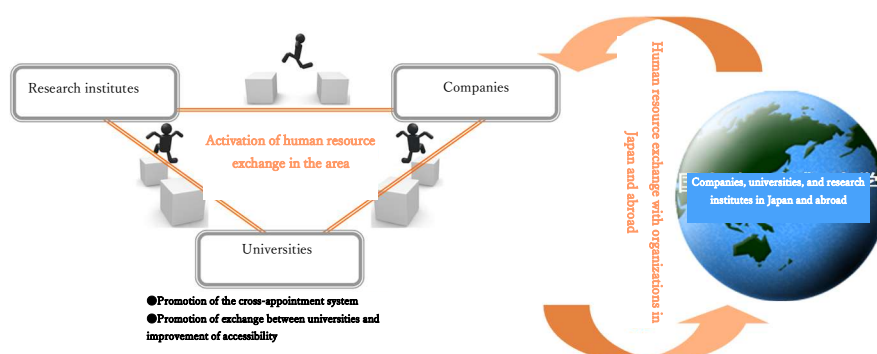 Research institutes
Companies
Activation of human resource
exchange in the area
Universities
●Promotion of the cross-appointment system
●Promotion of exchange between universities and
improvement of accessibility
Human resource exchange with organizations in
Japan and abroad
Companies, universities, and research
institutes in Japan and abroad